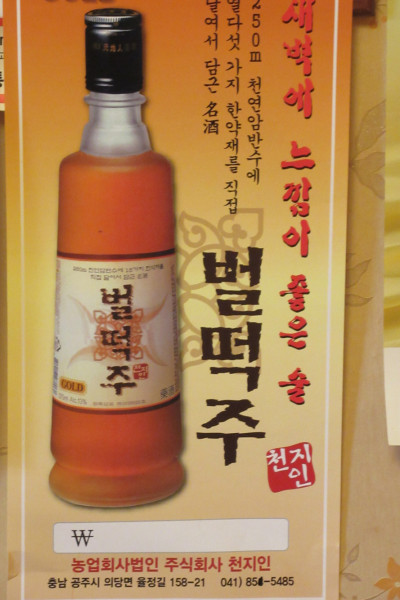 새벽에 느낌이 좋은 술
250m 천연암반수에
열다섯 가지 한약재를 직접
달여서 담근 名酒
벌떡주
천지인
벌떡주
GOLD
₩
농업회사법인 주식회사 천지인
충남 공주시 의당면 율정길 158-21